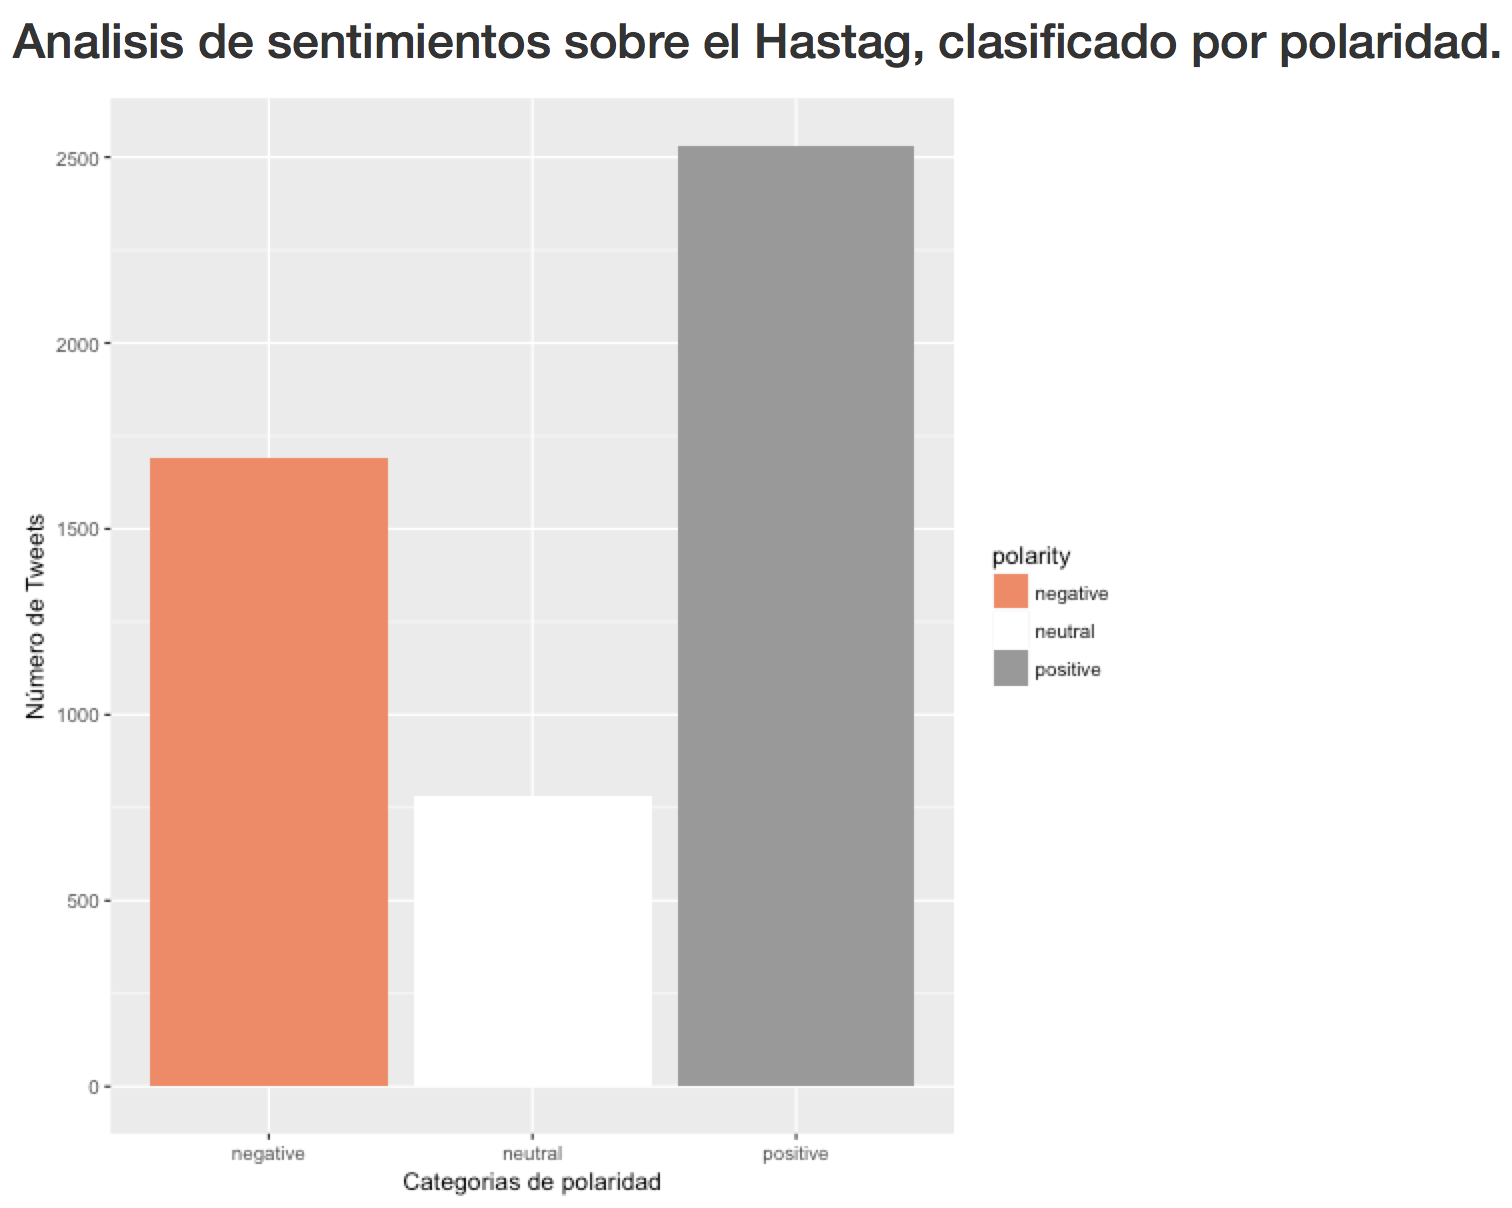 Analisis de sentimientos sobre el Hastag, clasificado por polaridad.
2500
2000
1500
1000
500
0
Número de Tweets
negative
neutral
positive
Categorias de polaridad
polarity
negative
neutral
positive